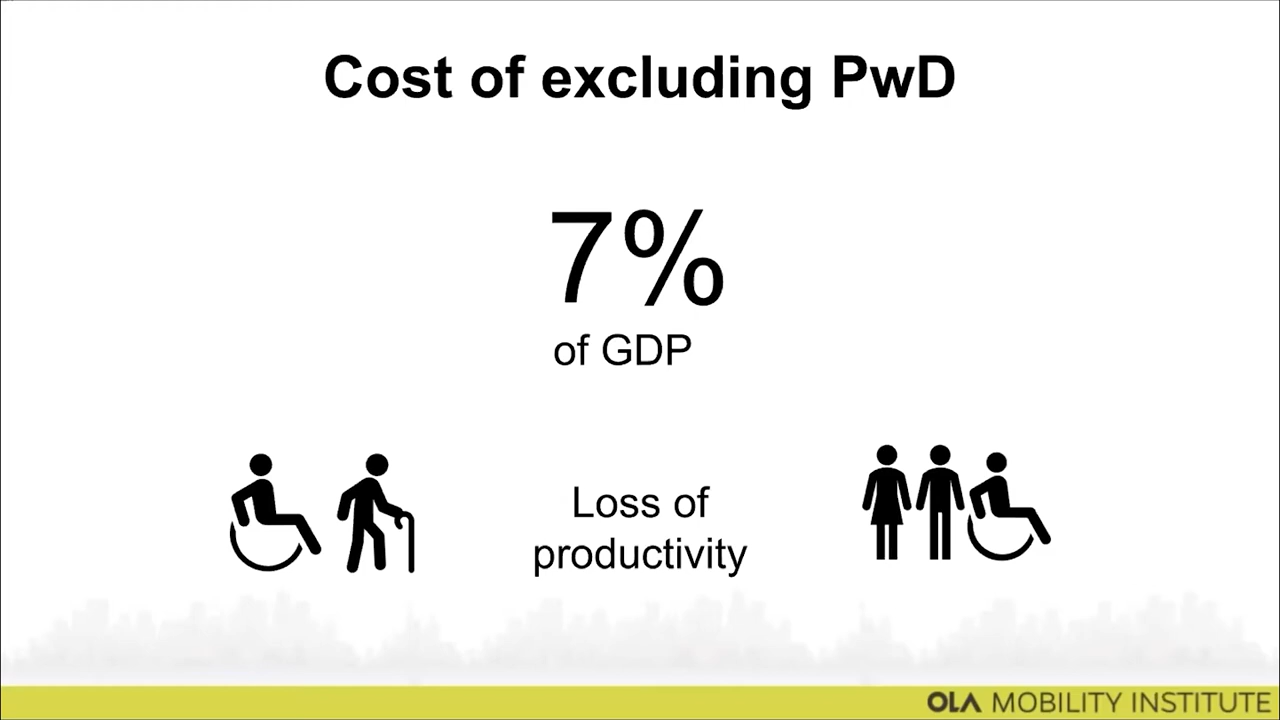 Cost of excluding PwD
7%
of GDP
Loss of
productivity
OLA MOBILITY INSTITUTE